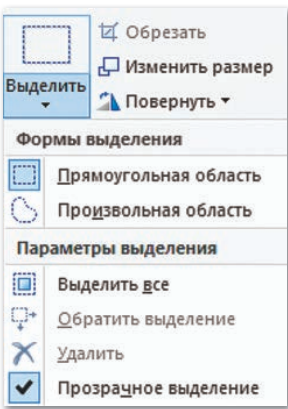 Выделить
Обрезать
Изменить размер
Повернуть
Формы выделения
Прямоугольная область
Произвольная область
Параметры выделения
Выделить все
Обратить выделение
Удалить
Прозрачное выделение